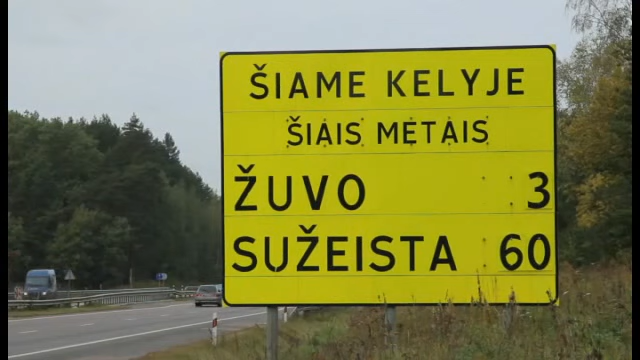 ŠIAME KELYJE
ŠIAIS METAIS
ŽUVO 3
SUŽEISTA 60